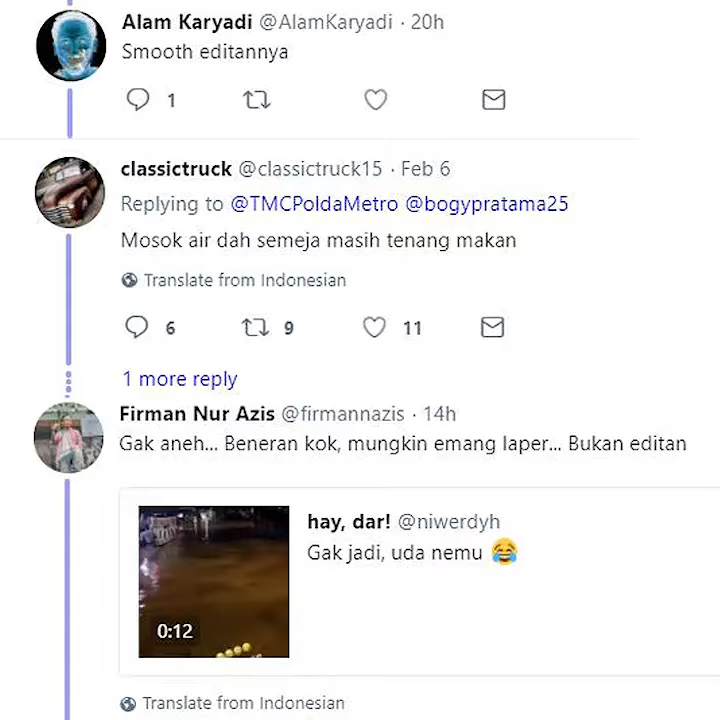 Alam Karyadi @AlamKaryadi · 20h
Smooth editannya
1
classictruck @classictruck15 · Feb 6
Replying to @TMCPoldaMetro @bogypratama25
Mosok air dah semeja masih tenang makan
Translate from Indonesian
6 9 11
1 more reply
Firman Nur Azis @firmannazis · 14h
Gak aneh... Beneran kok, mungkin emang laper... Bukan editan
hay, dar! @niwerdyh
Gak jadi, uda nemu 😂
0:12
Translate from Indonesian